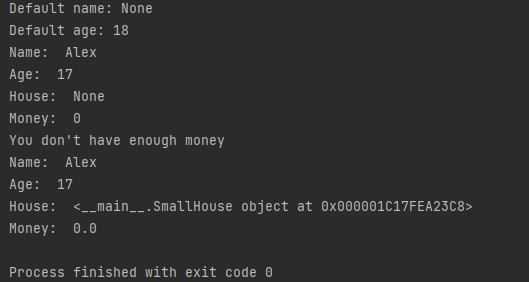 Default name: None
Default age: 18
Name:  Alex
Age:  17
House:  None
Money:  0
You don't have enough money
Name:  Alex
Age:  17
House:  <__main__.SmallHouse object at 0x000001C17FEA23C8>
Money:  0.0
Process finished with exit code 0